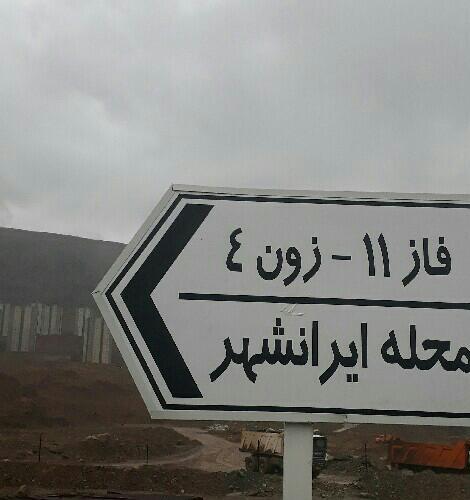 فاز ۱۱ - زون ٤
محله ایرانشهر